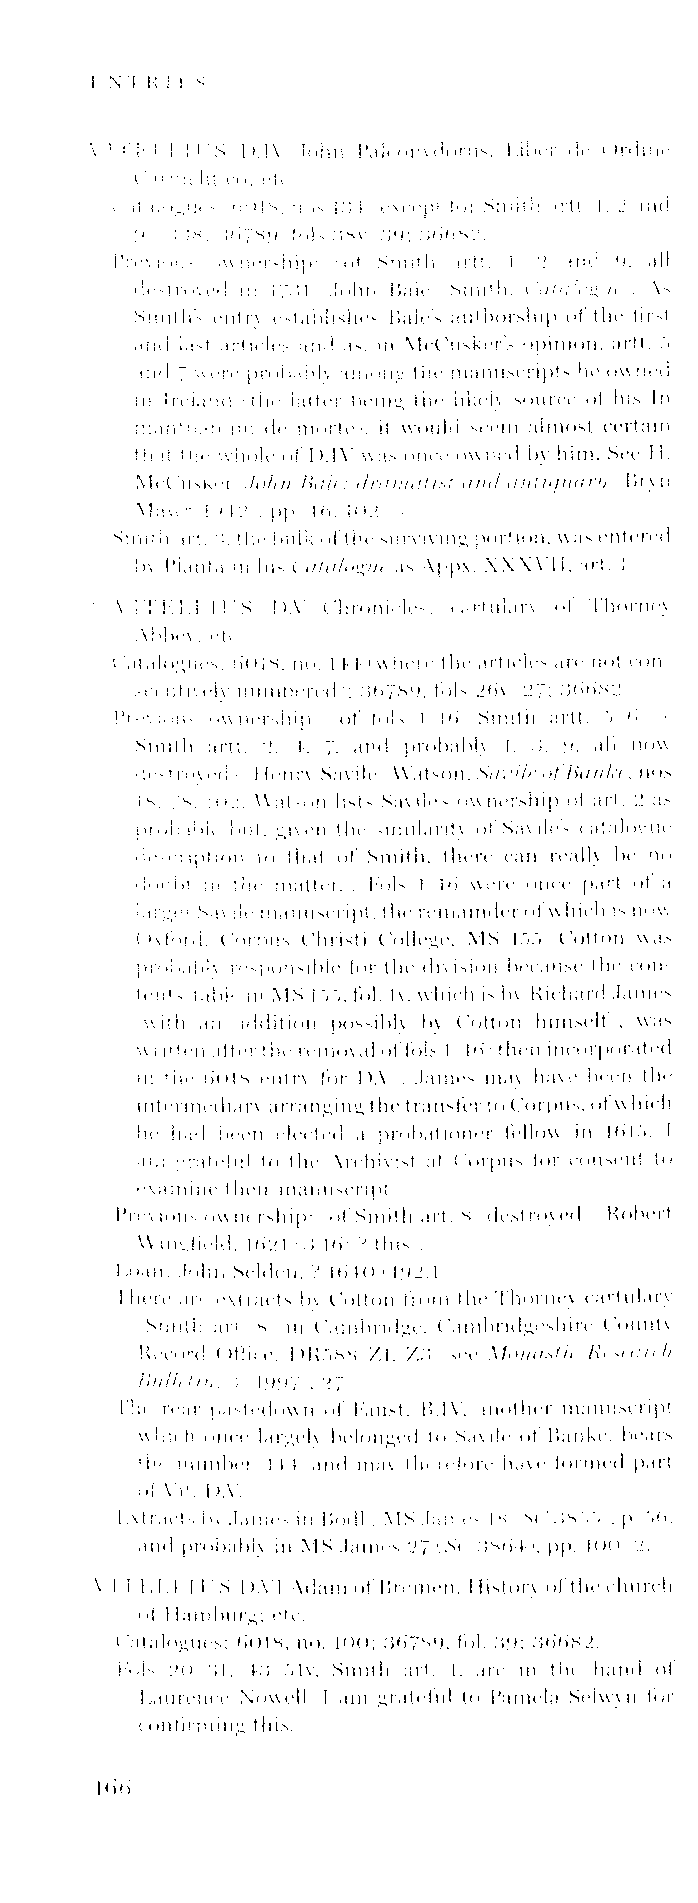 ENTRIES
VITELLIUS D.IV John Paleonydorus, Liber de Ordine
etc
Catalogues: 6018, no. 134, except for Smith artt. 1, 2 and
9; 36789, fols 38v, 39; 36682.
Previous ownership: of Smith artt. 1, 2 and 9, all
destroyed in 1731: John Bale (Smith, Catalogue). As
Smith's entry establishes Bale's authorship of the first
and last articles and as, in McCusker's opinion, artt. 5
and 7 were probably among the manuscripts he owned
in Ireland (the latter being the likely source of his In
de morte), it would seem almost certain
that the whole of D.IV was once owned by him. See H.
McCusker, John Bale: dramatist and antiquary (Bryn
Mawr, 1942), pp. 46, 102
Smith art. 3, the bulk of the surviving portion, was entered
by Planta in his Catalogue as Appx. XXXVII, art. 1
VITELLIUS D.V Chronicles; cartulary of Thorney
Abbey, etc
Catalogues: 6018, no. 144 (where the articles are not con-
secutively numbered); 36789, fols 26v, 27; 36682.
Previous ownership: (of fols 1-16 (Smith artt. 5, 6),
Smith artt. 2, 4, 7, and probably 1, 3, 9, all now
destroyed): Henry Savile (Watson, Savile of Banke, nos
48, 78, 102. Watson lists Savile's ownership of art. 2 as
probable but, given the similarity of Savile's catalogue
description to that of Smith, there can really be no
doubt in the matter.). Fols 1-16 were once part of a
larger Savile manuscript, the remainder of which is now
Oxford, Corpus Christi College, MS 155. Cotton was
probably responsible for the division because the con-
tents table in MS 155, fol. 1v, which is by Richard James
(with an addition possibly by Cotton himself), was
written after the removal of fols 1-16 (then incorporated
in the 6018 entry for D.V). James may have been the
intermediary arranging the transfer to Corpus, of which
he had been elected a probationer fellow in 1615. I
am grateful to the Archivist at Corpus for consent to
examine their manuscript.
Previous ownership: (of Smith art. 8, destroyed): Robert
Wingfield, 1621 (3.16: ? this).
Loan: John Selden, ? 1640 (192.1
There are extracts by Cotton from the Thorney cartulary
(Smith art. 8) in Cambridge, Cambridgeshire County
Record Office, DR588 Z1, Z3: see Monastic Research
Bulletin, 3 (1997), 27
The rear pastedown of Faust. B.IV, another manuscript
which once largely belonged to Savile of Banke, bears
the number 144 and may therefore have formed part
of Vit. D.V.
Extracts by James in Bodl., MS James 18 (SC 3855), p. 56,
and probably in MS James 27 (SC 3864), pp. 100-2.
VITELLIUS D.VI Adam of Bremen, History of the church
of Hamburg; etc.
Catalogues: 6018, no. 100; 36789, fol. 39; 36682.
Fols 20-31, 43-51v, Smith art. 1, are in the hand of
Laurence Nowell. I am grateful to Pamela Selwyn for
confirming this.
166